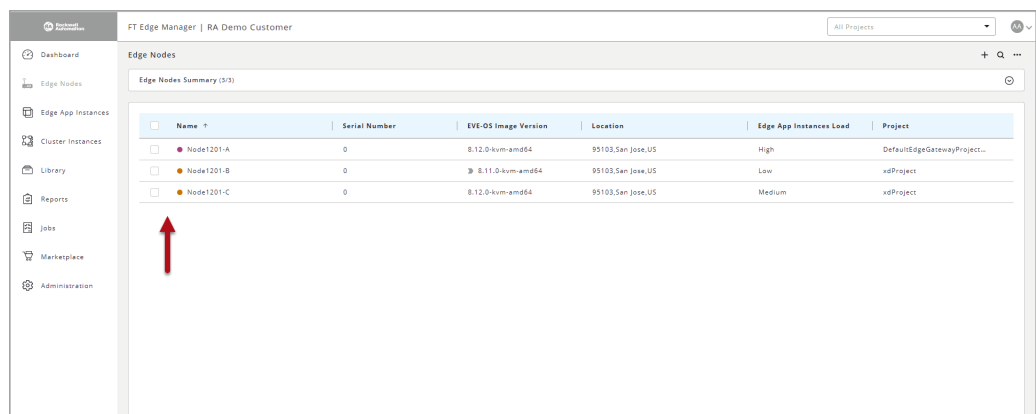 RA Rockwell Automation
FT Edge Manager | RA Demo Customer
All Projects
AA
Dashboard
Edge Nodes
Edge App Instances
Cluster Instances
Library
Reports
Jobs
Marketplace
Administration
Edge Nodes
Edge Nodes Summary (3/3)
Name ↑ Serial Number EVE-OS Image Version Location Edge App Instances Load Project
Node1201-A 0 8.12.0-kvm-amd64 95103,San Jose,US High DefaultEdgeGatewayProject...
Node1201-B 0 8.11.0-kvm-amd64 95103,San Jose,US Low xdProject
Node1201-C 0 8.12.0-kvm-amd64 95103,San Jose,US Medium xdProject